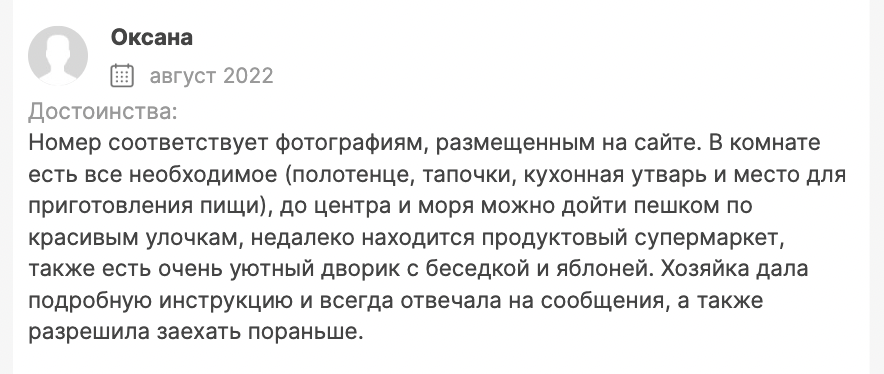 Оксана
август 2022
Достоинства:
Номер соответствует фотографиям, размещенным на сайте. В комнате
есть все необходимое (полотенце, тапочки, кухонная утварь и место для
приготовления пищи), до центра и моря можно дойти пешком по
красивым улочкам, недалеко находится продуктовый супермаркет,
также есть очень уютный дворик с беседкой и яблоней. Хозяйка дала
подробную инструкцию и всегда отвечала на сообщения, а также
разрешила заехать пораньше.